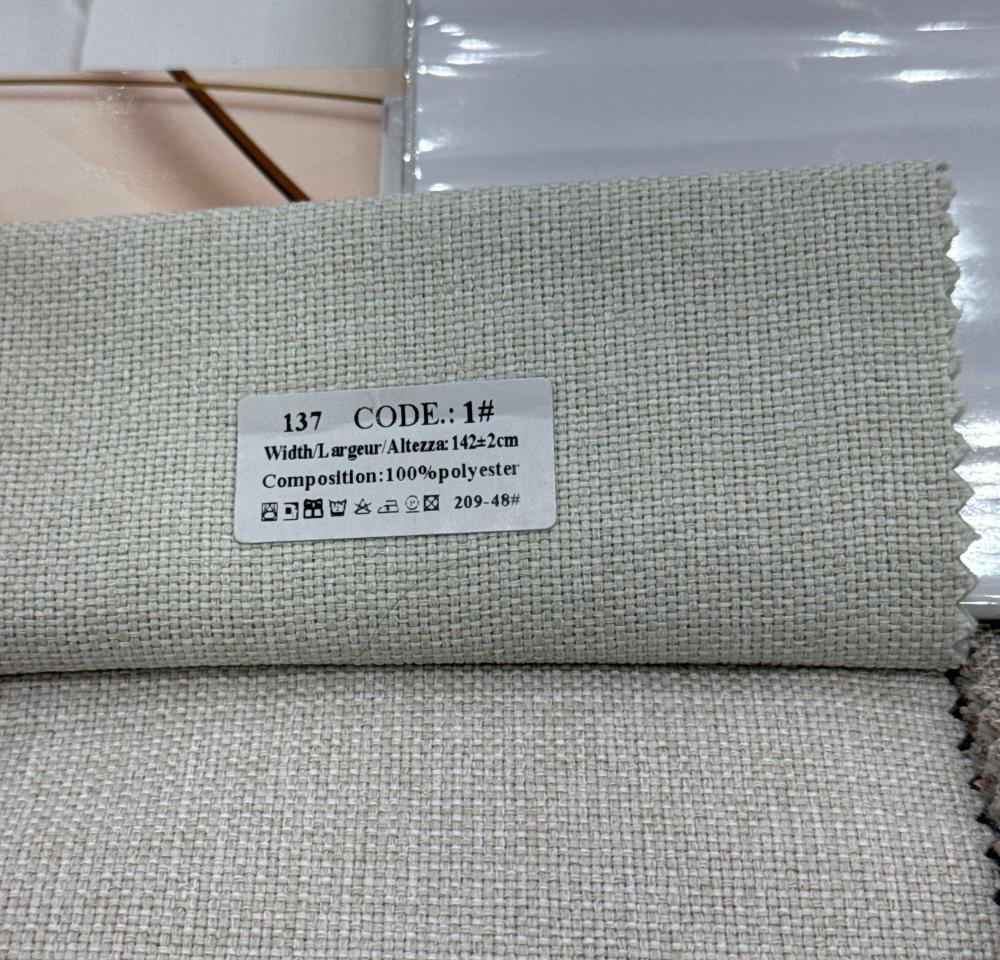 137 CODE.: 1#
Width/Largeur/Altezza: 142±2cm
Composition:100%polyester
209-48#